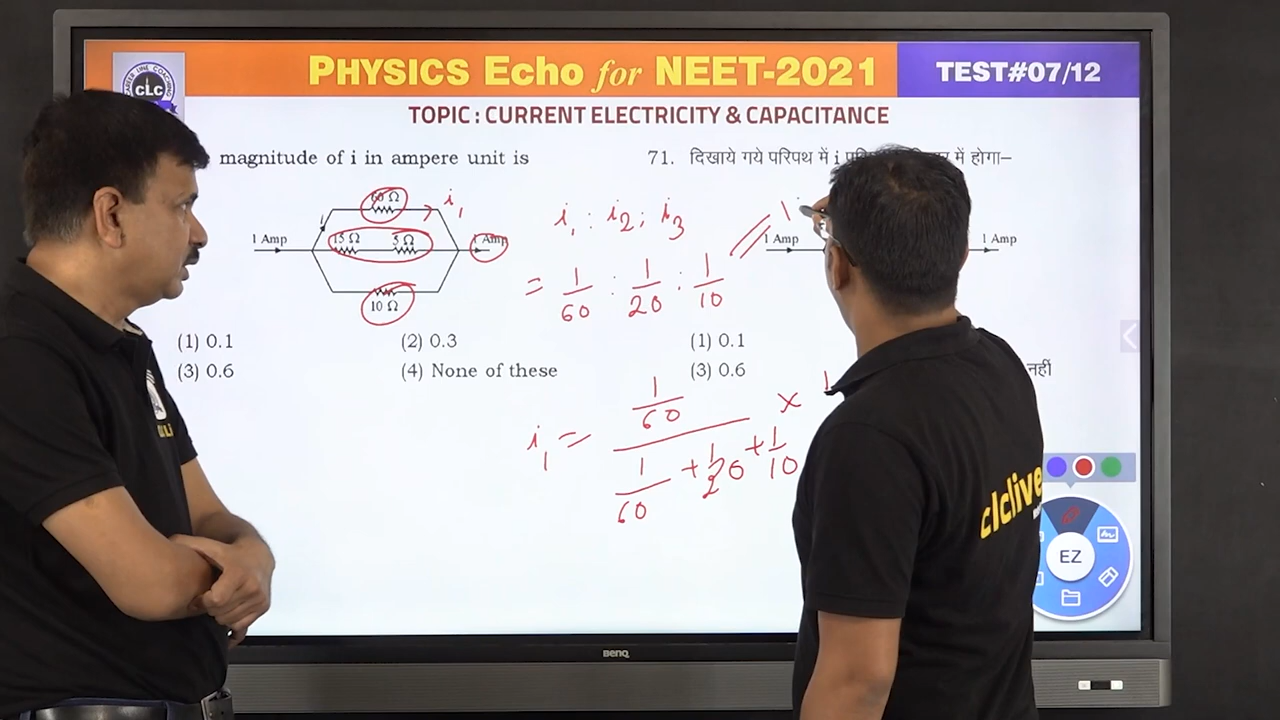 CLC
PHYSICS Echo for NEET-2021
TEST#07/12
TOPIC : CURRENT ELECTRICITY & CAPACITANCE
magnitude of i in ampere unit is
60 Ω
i₁
i
1 Amp
15 Ω
5 Ω
1 Amp
10 Ω
(1) 0.1
(2) 0.3
(3) 0.6
(4) None of these
71. दिखाये गये परिपथ में i में होगा–
1 Amp
1 Amp
(1) 0.1
(3) 0.6
नहीं
i₁ : i₂ : i₃
= 1/60 : 1/20 : 1/10
i₁ = (1/60)/(1/60 + 1/20 + 1/10) × 1
clclive
EZ
BenQ